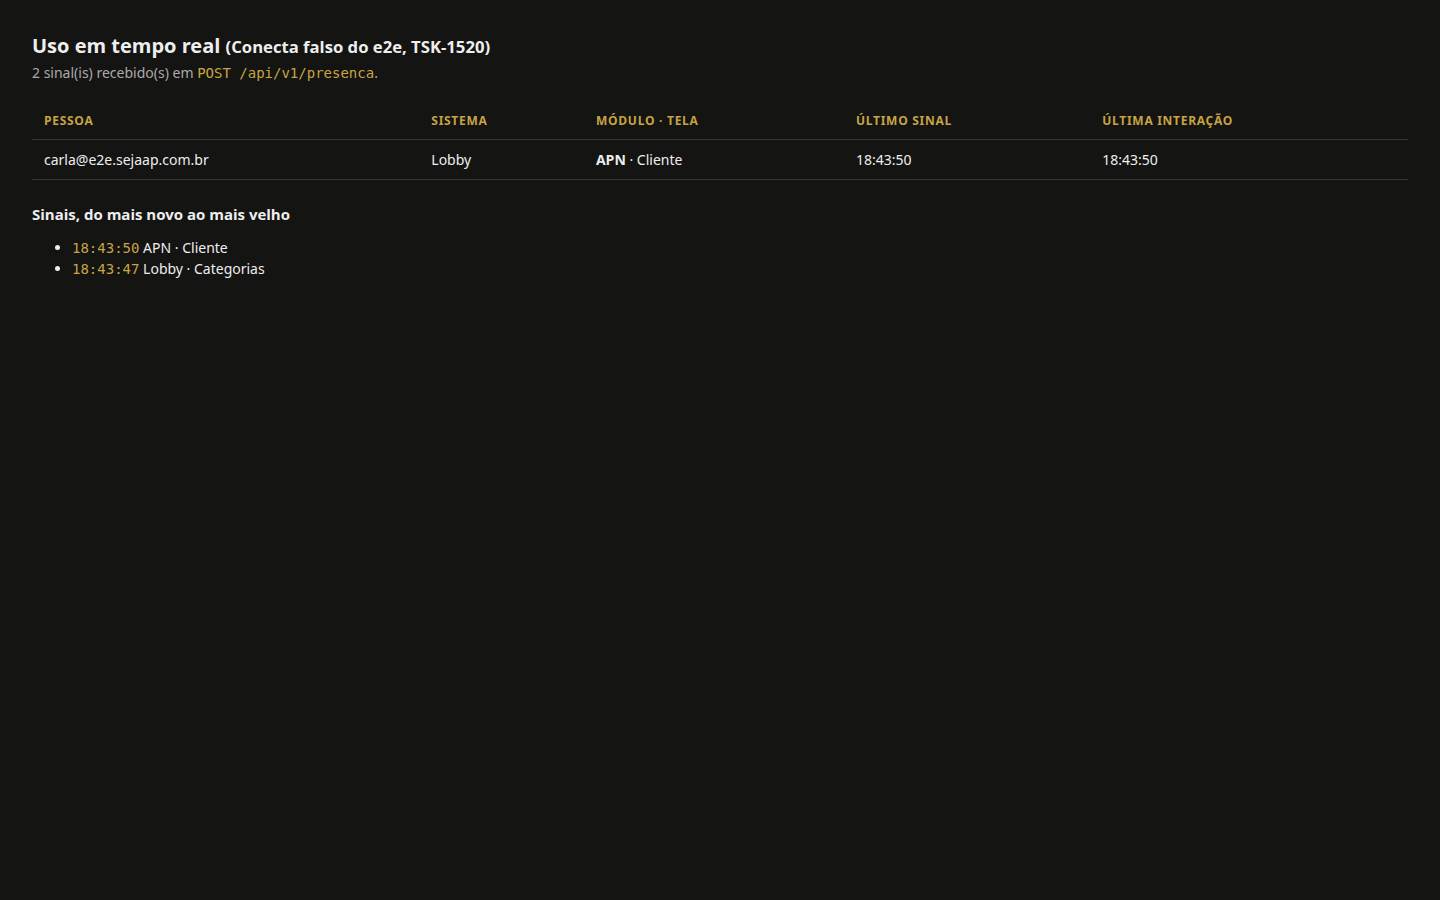 Uso em tempo real (Conecta falso do e2e, TSK-1520)
2 sinal(is) recebido(s) em POST /api/v1/presenca.
PESSOA SISTEMA MÓDULO · TELA ÚLTIMO SINAL ÚLTIMA INTERAÇÃO
carla@e2e.sejaap.com.br Lobby APN · Cliente 18:43:50 18:43:50
Sinais, do mais novo ao mais velho
• 18:43:50 APN · Cliente
• 18:43:47 Lobby · Categorias